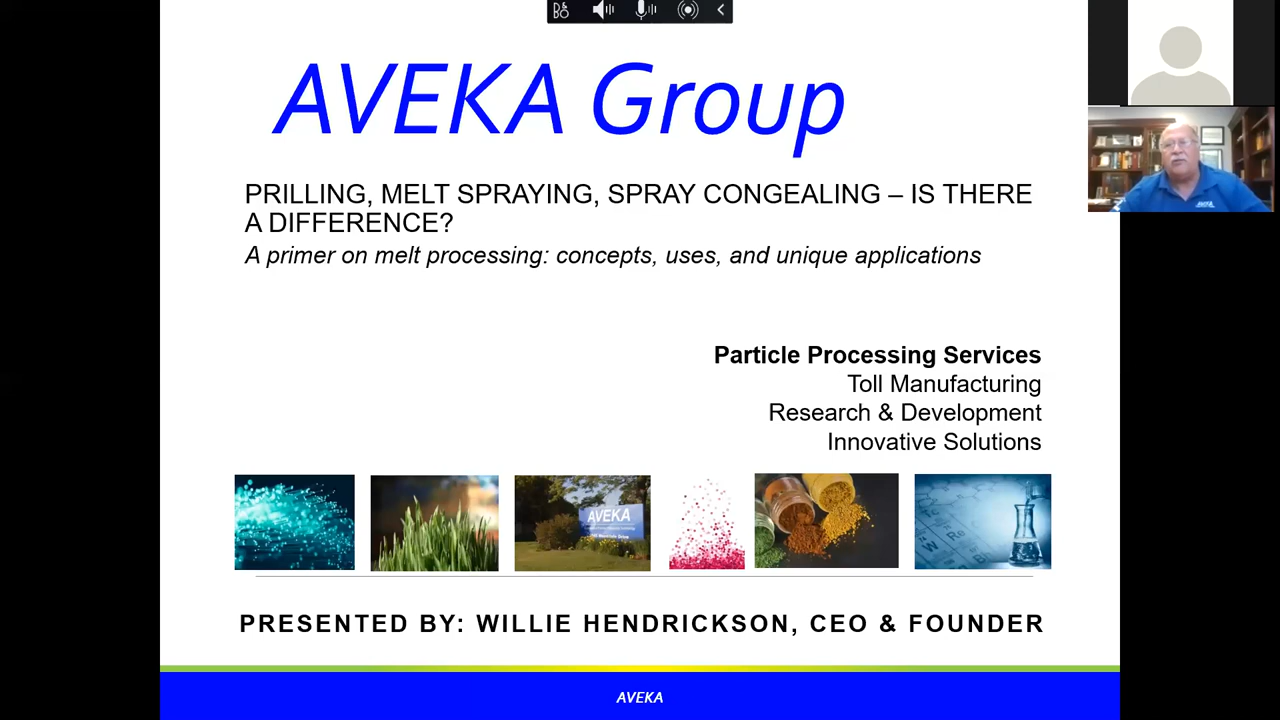 AVEKA Group
PRILLING, MELT SPRAYING, SPRAY CONGEALING – IS THERE
A DIFFERENCE?
A primer on melt processing: concepts, uses, and unique applications
Particle Processing Services
Toll Manufacturing
Research & Development
Innovative Solutions
AVEKA
W
Re
PRESENTED BY: WILLIE HENDRICKSON, CEO & FOUNDER
AVEKA